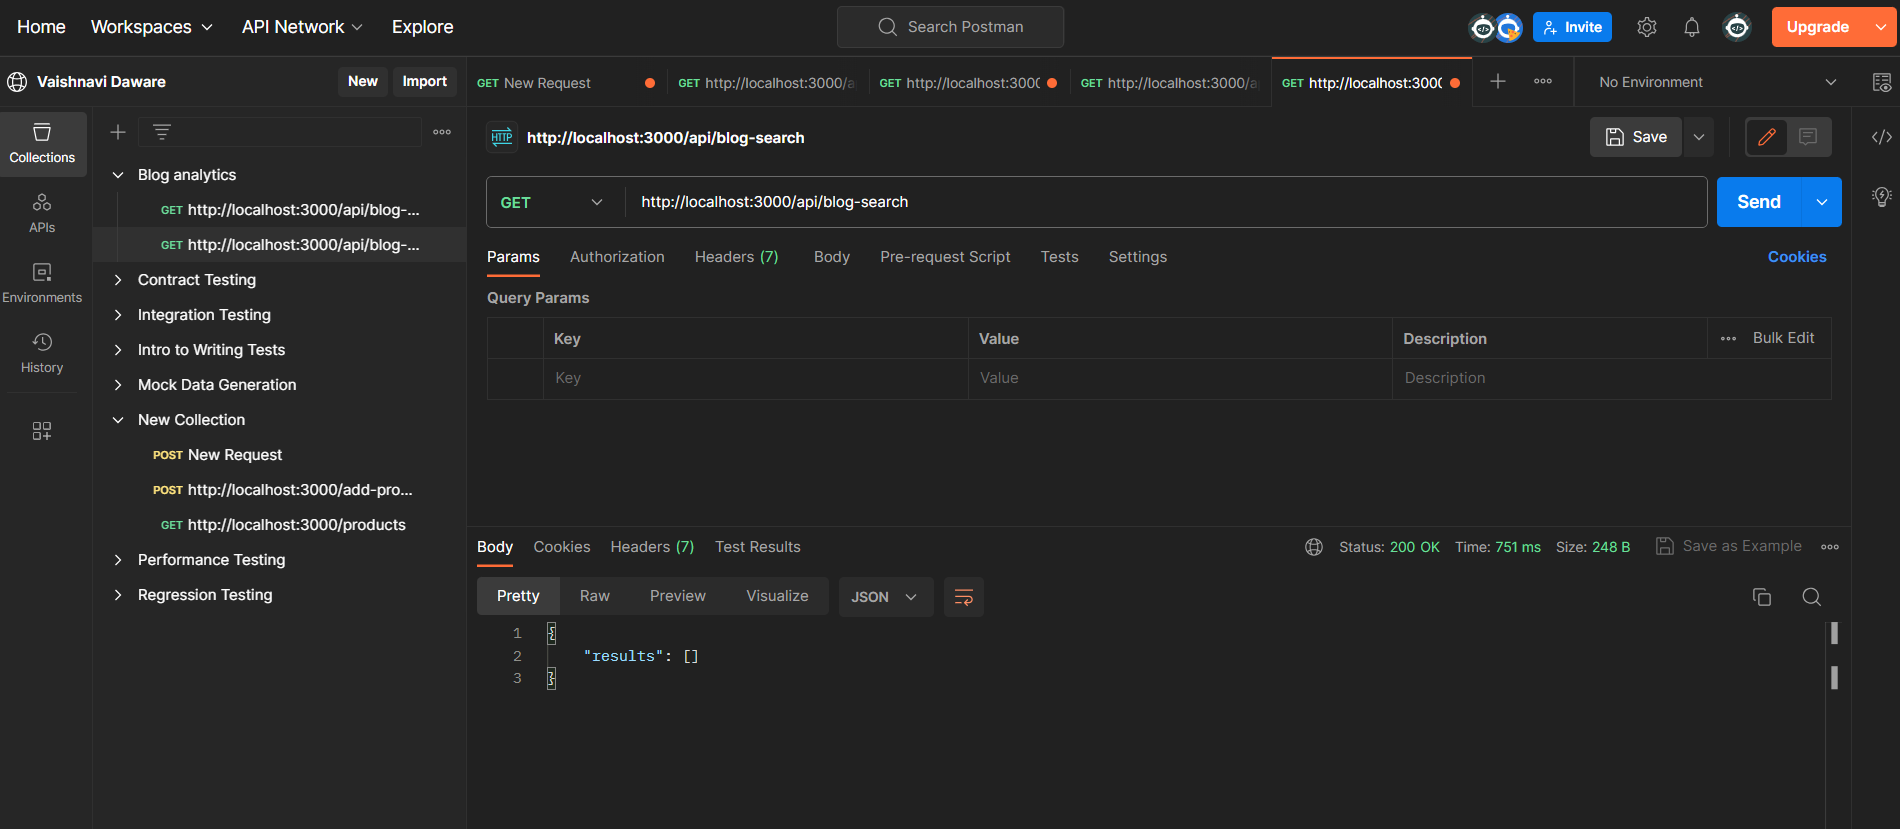 Home Workspaces API Network Explore Search Postman Invite Upgrade
Vaishnavi Daware New Import
GET New Request GET http://localhost:3000/a GET http://localhost:300 GET http://localhost:3000/a GET http://localhost:300 No Environment
Collections
APIs
Environments
History
Blog analytics
GET http://localhost:3000/api/blog-...
GET http://localhost:3000/api/blog-...
Contract Testing
Integration Testing
Intro to Writing Tests
Mock Data Generation
New Collection
POST New Request
POST http://localhost:3000/add-pro...
GET http://localhost:3000/products
Performance Testing
Regression Testing
HTTP http://localhost:3000/api/blog-search Save
GET http://localhost:3000/api/blog-search Send
Params Authorization Headers (7) Body Pre-request Script Tests Settings Cookies
Query Params
Key Value Description Bulk Edit
Key Value Description
Body Cookies Headers (7) Test Results Status: 200 OK Time: 751 ms Size: 248 B Save as Example
Pretty Raw Preview Visualize JSON
1 {
2 "results": []
3 }